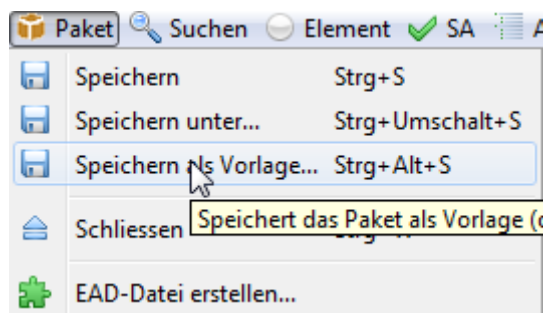 Paket Suchen Element SA
Speichern Strg+S
Speichern unter... Strg+Umschalt+S
Speichern als Vorlage... Strg+Alt+S
Schliessen
Speichert das Paket als Vorlage (
EAD-Datei erstellen...